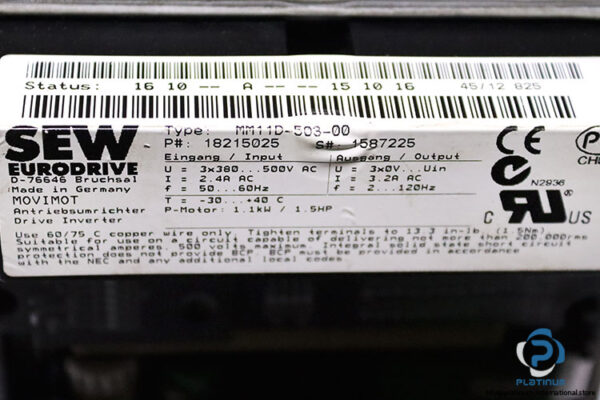 Status: 16 10 -- A -- -- 15 10 16 45/12 825
SEW
EURODRIVE
D-76646 Bruchsal
Made in Germany
MOVIMOT
Antriebsumrichter
Drive Inverter
Type: MM11D-503-00
P#: 18215025 S#: 1587225
Eingang / Input
U = 3x380...500V AC
I = 2.4A AC
f = 50...60Hz
T = -30...+40 C
P-Motor: 1.1kW / 1.5HP
Ausgang / Output
U = 3x0V...Uin
I = 3.2A AC
f = 2...120Hz
CE
N2936
C RU US
Use 60/75 C copper wire only. Tighten terminals to 13.3 in-lb. (1.5Nm)
Suitable for use on a circuit capable of delivering not more than 200,000rms
symmetrical amperes, 500 volts maximum. Integral solid state short circuit
protection does not provide BCP. BCP must be provided in accordance
with the NEC and any additional local codes
PLATINUM